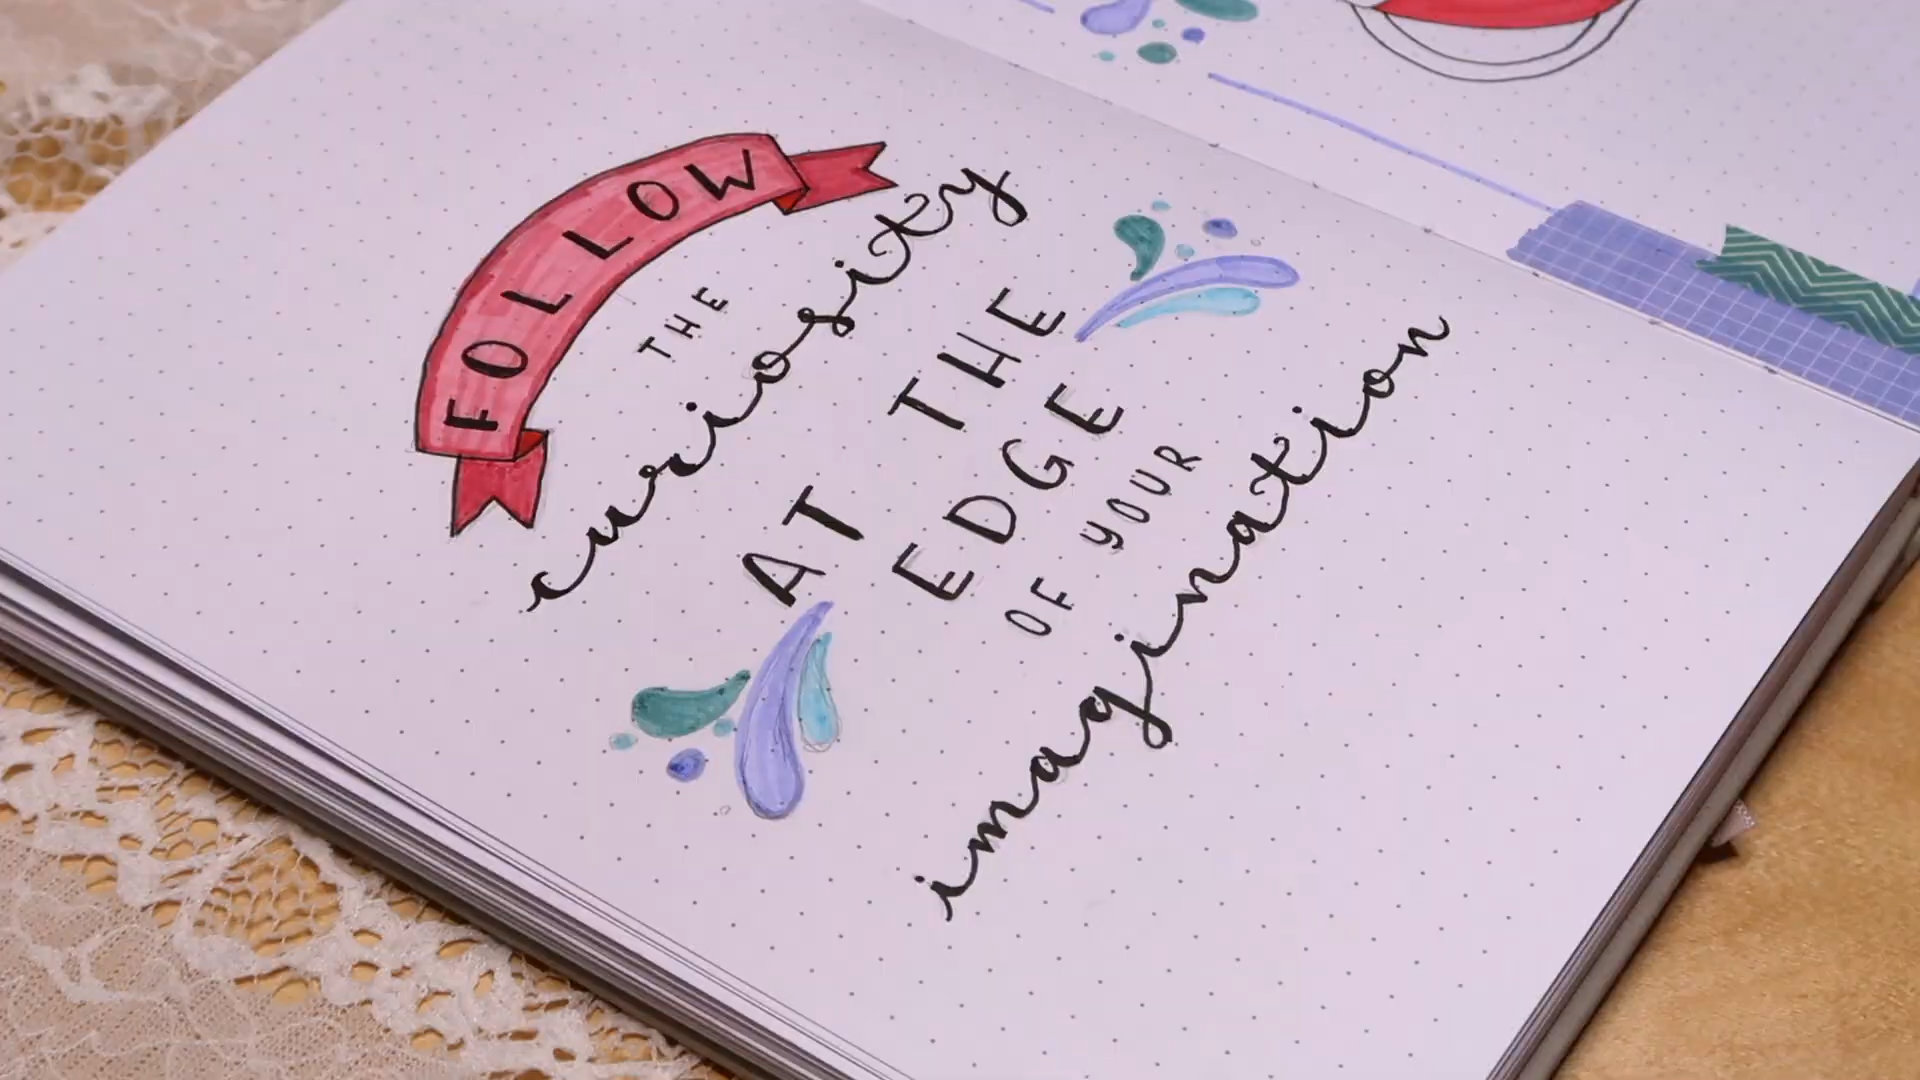 FOLLOW
THE
curiosity
AT THE
EDGE
OF YOUR
imagination